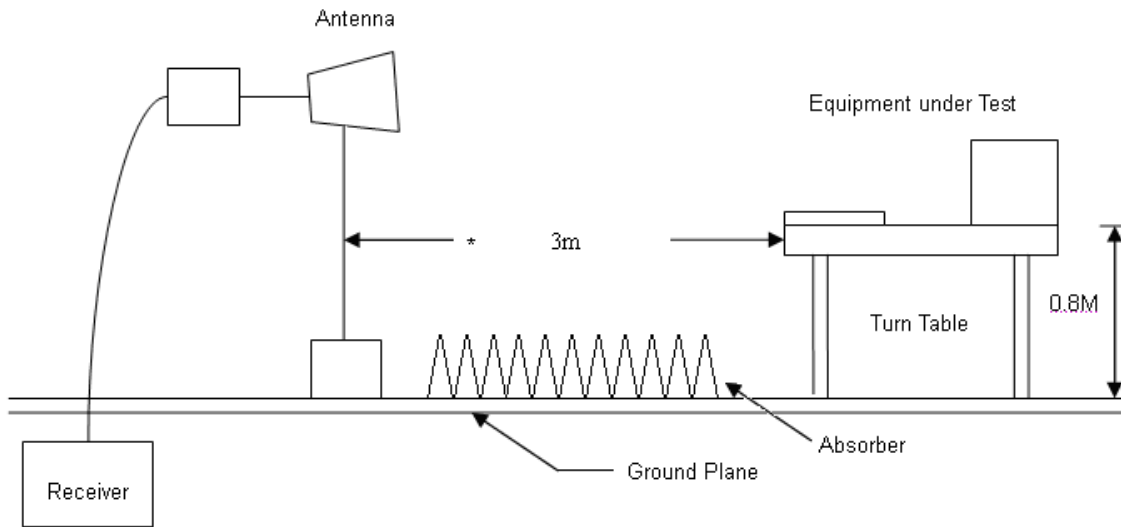 Antenna
Equipment under Test
* 3m
0.8M
Turn Table
Absorber
Ground Plane
Receiver